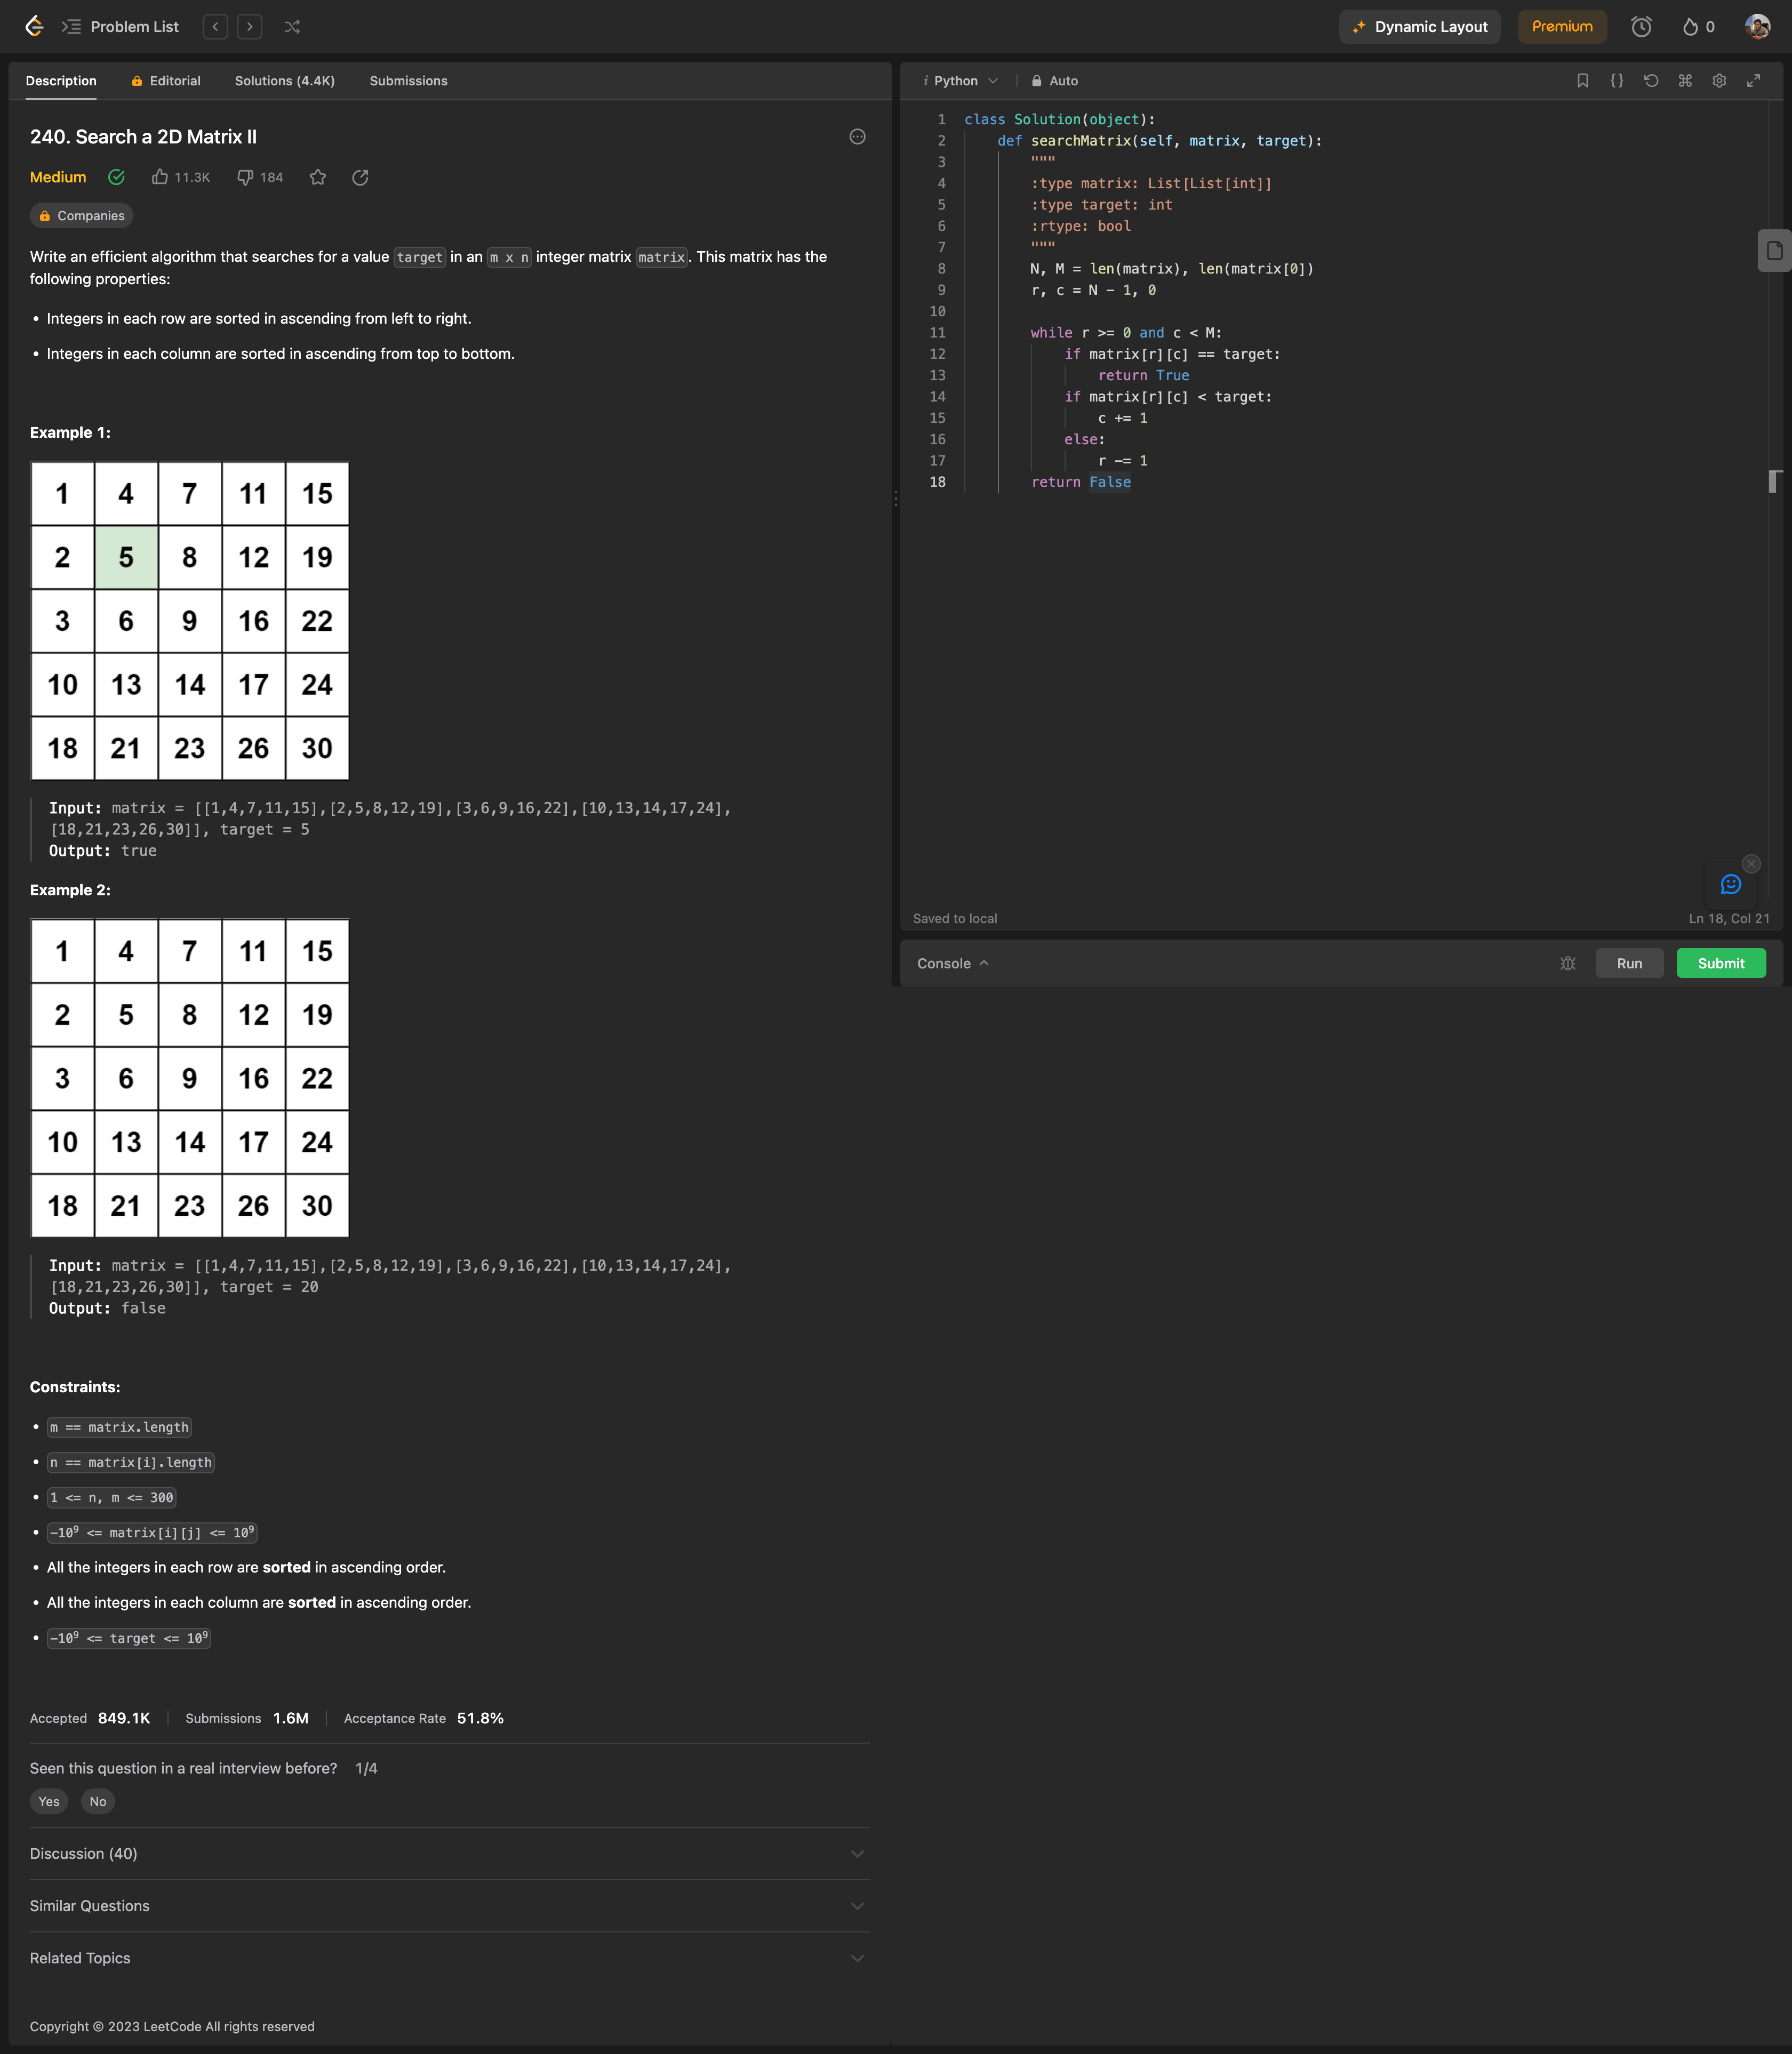 Problem List
Dynamic Layout
Premium
0
Description
Editorial
Solutions (4.4K)
Submissions
240. Search a 2D Matrix II
Medium
11.3K
184
Companies
Write an efficient algorithm that searches for a value target in an m x n integer matrix matrix. This matrix has the
following properties:
• Integers in each row are sorted in ascending from left to right.
• Integers in each column are sorted in ascending from top to bottom.
Example 1:
1 4 7 11 15
2 5 8 12 19
3 6 9 16 22
10 13 14 17 24
18 21 23 26 30
Input: matrix = [[1,4,7,11,15],[2,5,8,12,19],[3,6,9,16,22],[10,13,14,17,24],
[18,21,23,26,30]], target = 5
Output: true
Example 2:
1 4 7 11 15
2 5 8 12 19
3 6 9 16 22
10 13 14 17 24
18 21 23 26 30
Input: matrix = [[1,4,7,11,15],[2,5,8,12,19],[3,6,9,16,22],[10,13,14,17,24],
[18,21,23,26,30]], target = 20
Output: false
Constraints:
• m == matrix.length
• n == matrix[i].length
• 1 <= n, m <= 300
• -10⁹ <= matrix[i][j] <= 10⁹
• All the integers in each row are sorted in ascending order.
• All the integers in each column are sorted in ascending order.
• -10⁹ <= target <= 10⁹
Accepted 849.1K
Submissions 1.6M
Acceptance Rate 51.8%
Seen this question in a real interview before? 1/4
Yes
No
Discussion (40)
Similar Questions
Related Topics
Copyright © 2023 LeetCode All rights reserved
i Python
Auto
1 class Solution(object):
2     def searchMatrix(self, matrix, target):
3         """
4         :type matrix: List[List[int]]
5         :type target: int
6         :rtype: bool
7         """
8         N, M = len(matrix), len(matrix[0])
9         r, c = N - 1, 0
10
11         while r >= 0 and c < M:
12             if matrix[r][c] == target:
13                 return True
14             if matrix[r][c] < target:
15                 c += 1
16             else:
17                 r -= 1
18         return False
Saved to local
Ln 18, Col 21
Console
Run
Submit